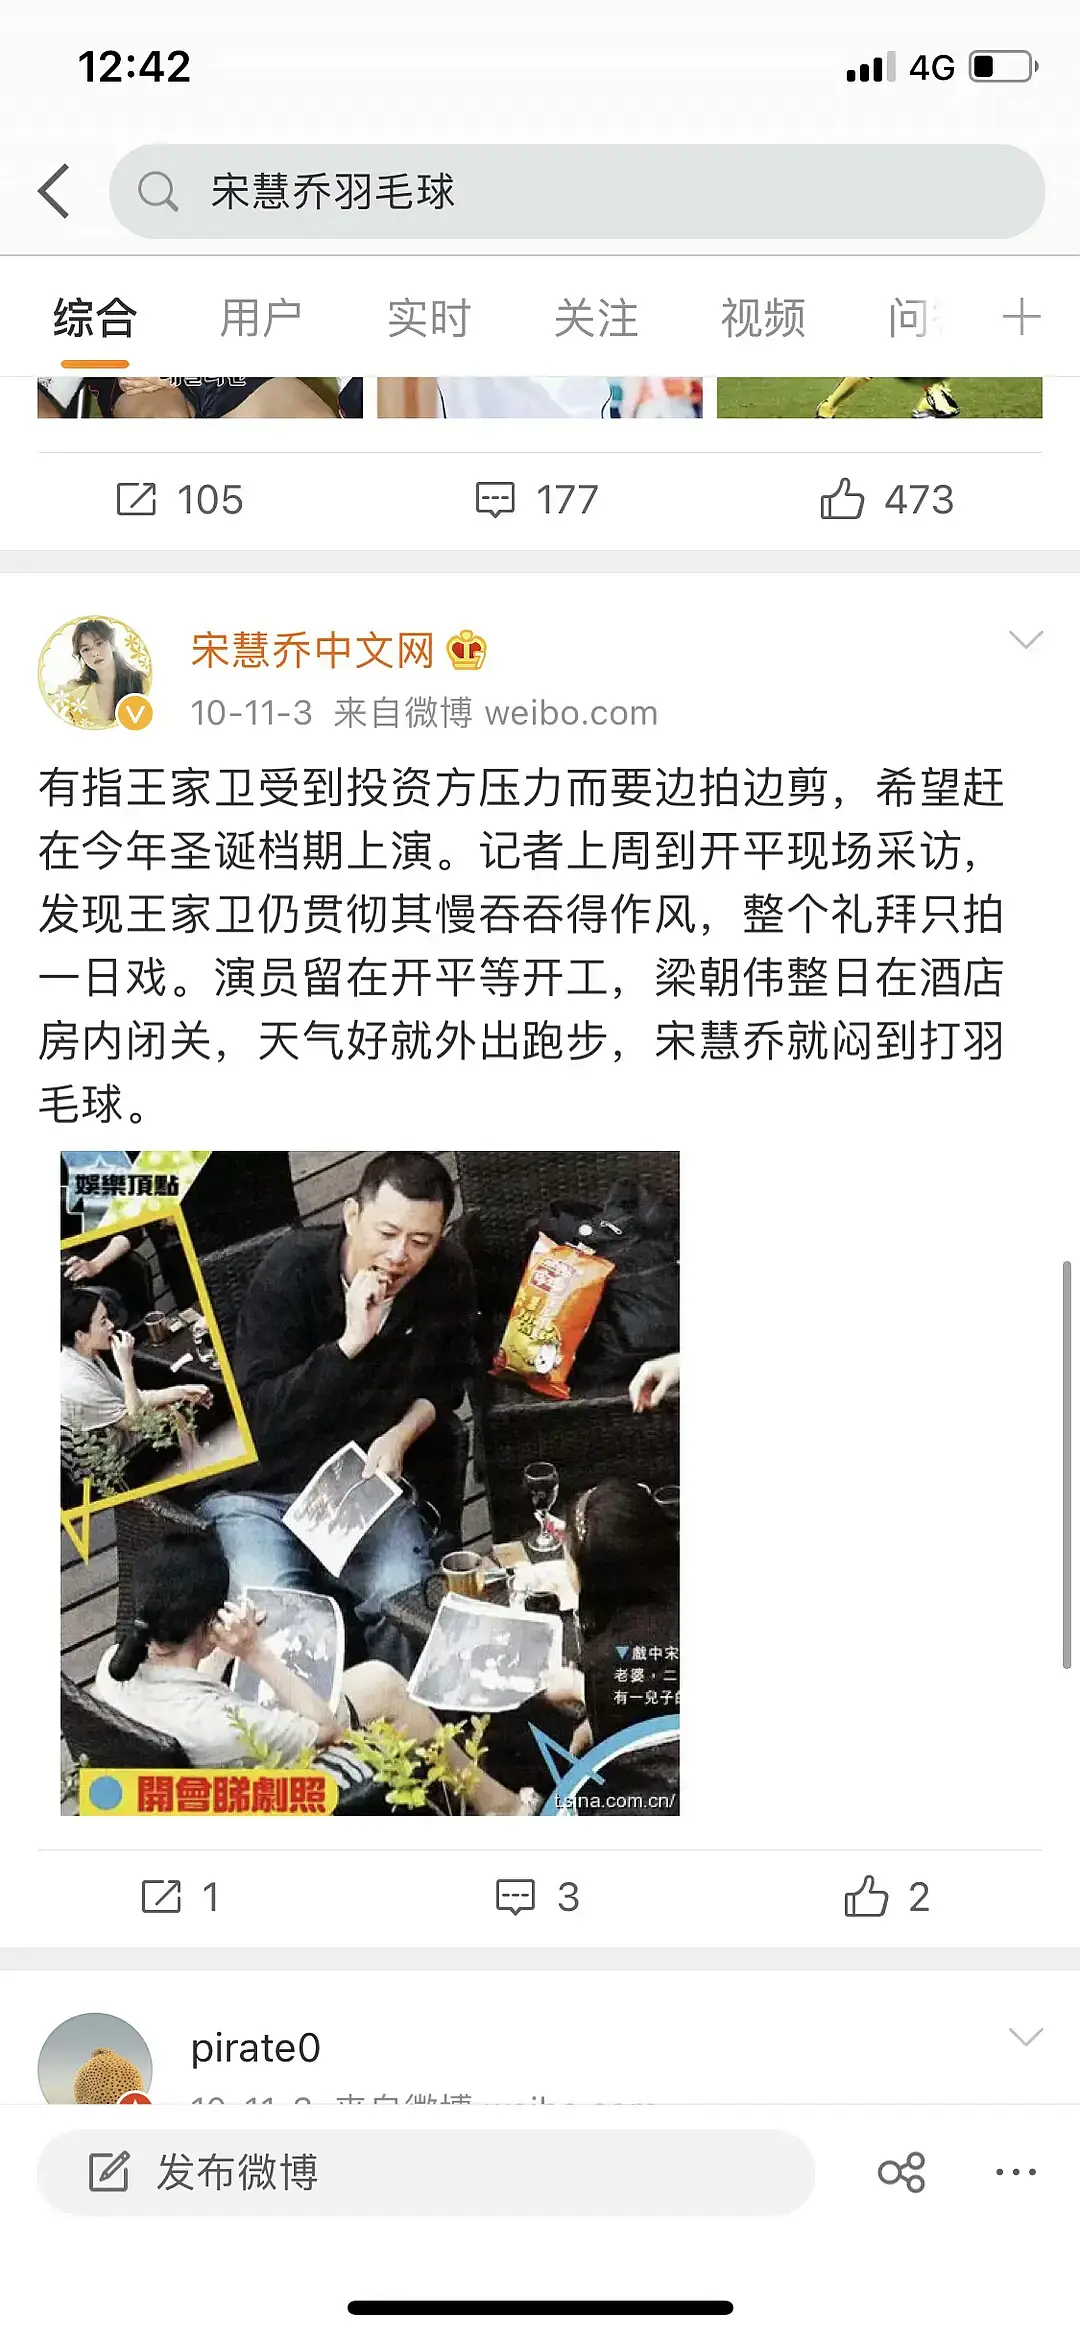 12:42
4G
宋慧乔羽毛球
综合 用户 实时 关注 视频 问
105 177 473
宋慧乔中文网
10-11-3 来自微博 weibo.com
有指王家卫受到投资方压力而要边拍边剪，希望赶
在今年圣诞档期上演。记者上周到开平现场采访，
发现王家卫仍贯彻其慢吞吞得作风，整个礼拜只拍
一日戏。演员留在开平等开工，梁朝伟整日在酒店
房内闭关，天气好就外出跑步，宋慧乔就闷到打羽
毛球。
娛樂頂點
▼戲中宋
老婆，二
有一兒子
開會睇劇照
t.sina.com.cn/
1 3 2
pirate0
10-11-3 来自微博 weibo.com
发布微博